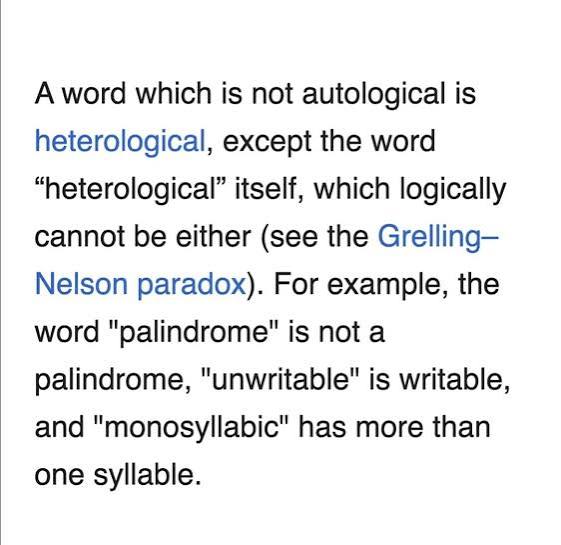 A word which is not autological is
heterological, except the word
“heterological” itself, which logically
cannot be either (see the Grelling–
Nelson paradox). For example, the
word "palindrome" is not a
palindrome, "unwritable" is writable,
and "monosyllabic" has more than
one syllable.